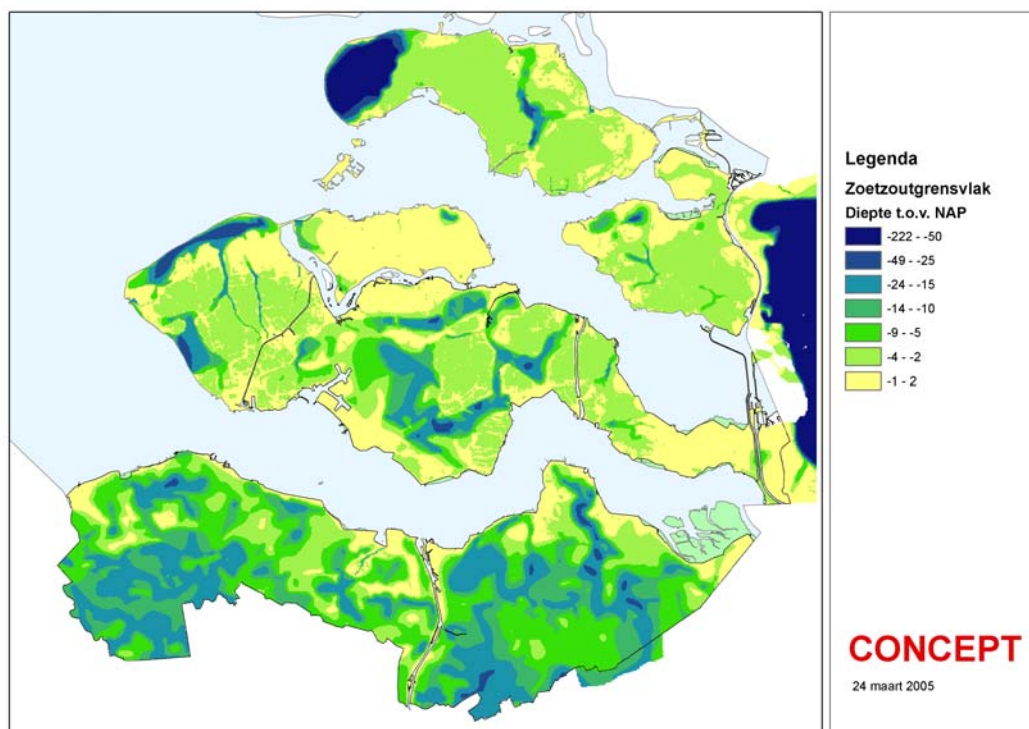 Legenda
Zoetzoutgrensvlak
Diepte t.o.v. NAP
-222 - -50
-49 - -25
-24 - -15
-14 - -10
-9 - -5
-4 - -2
-1 - 2
CONCEPT
24 maart 2005